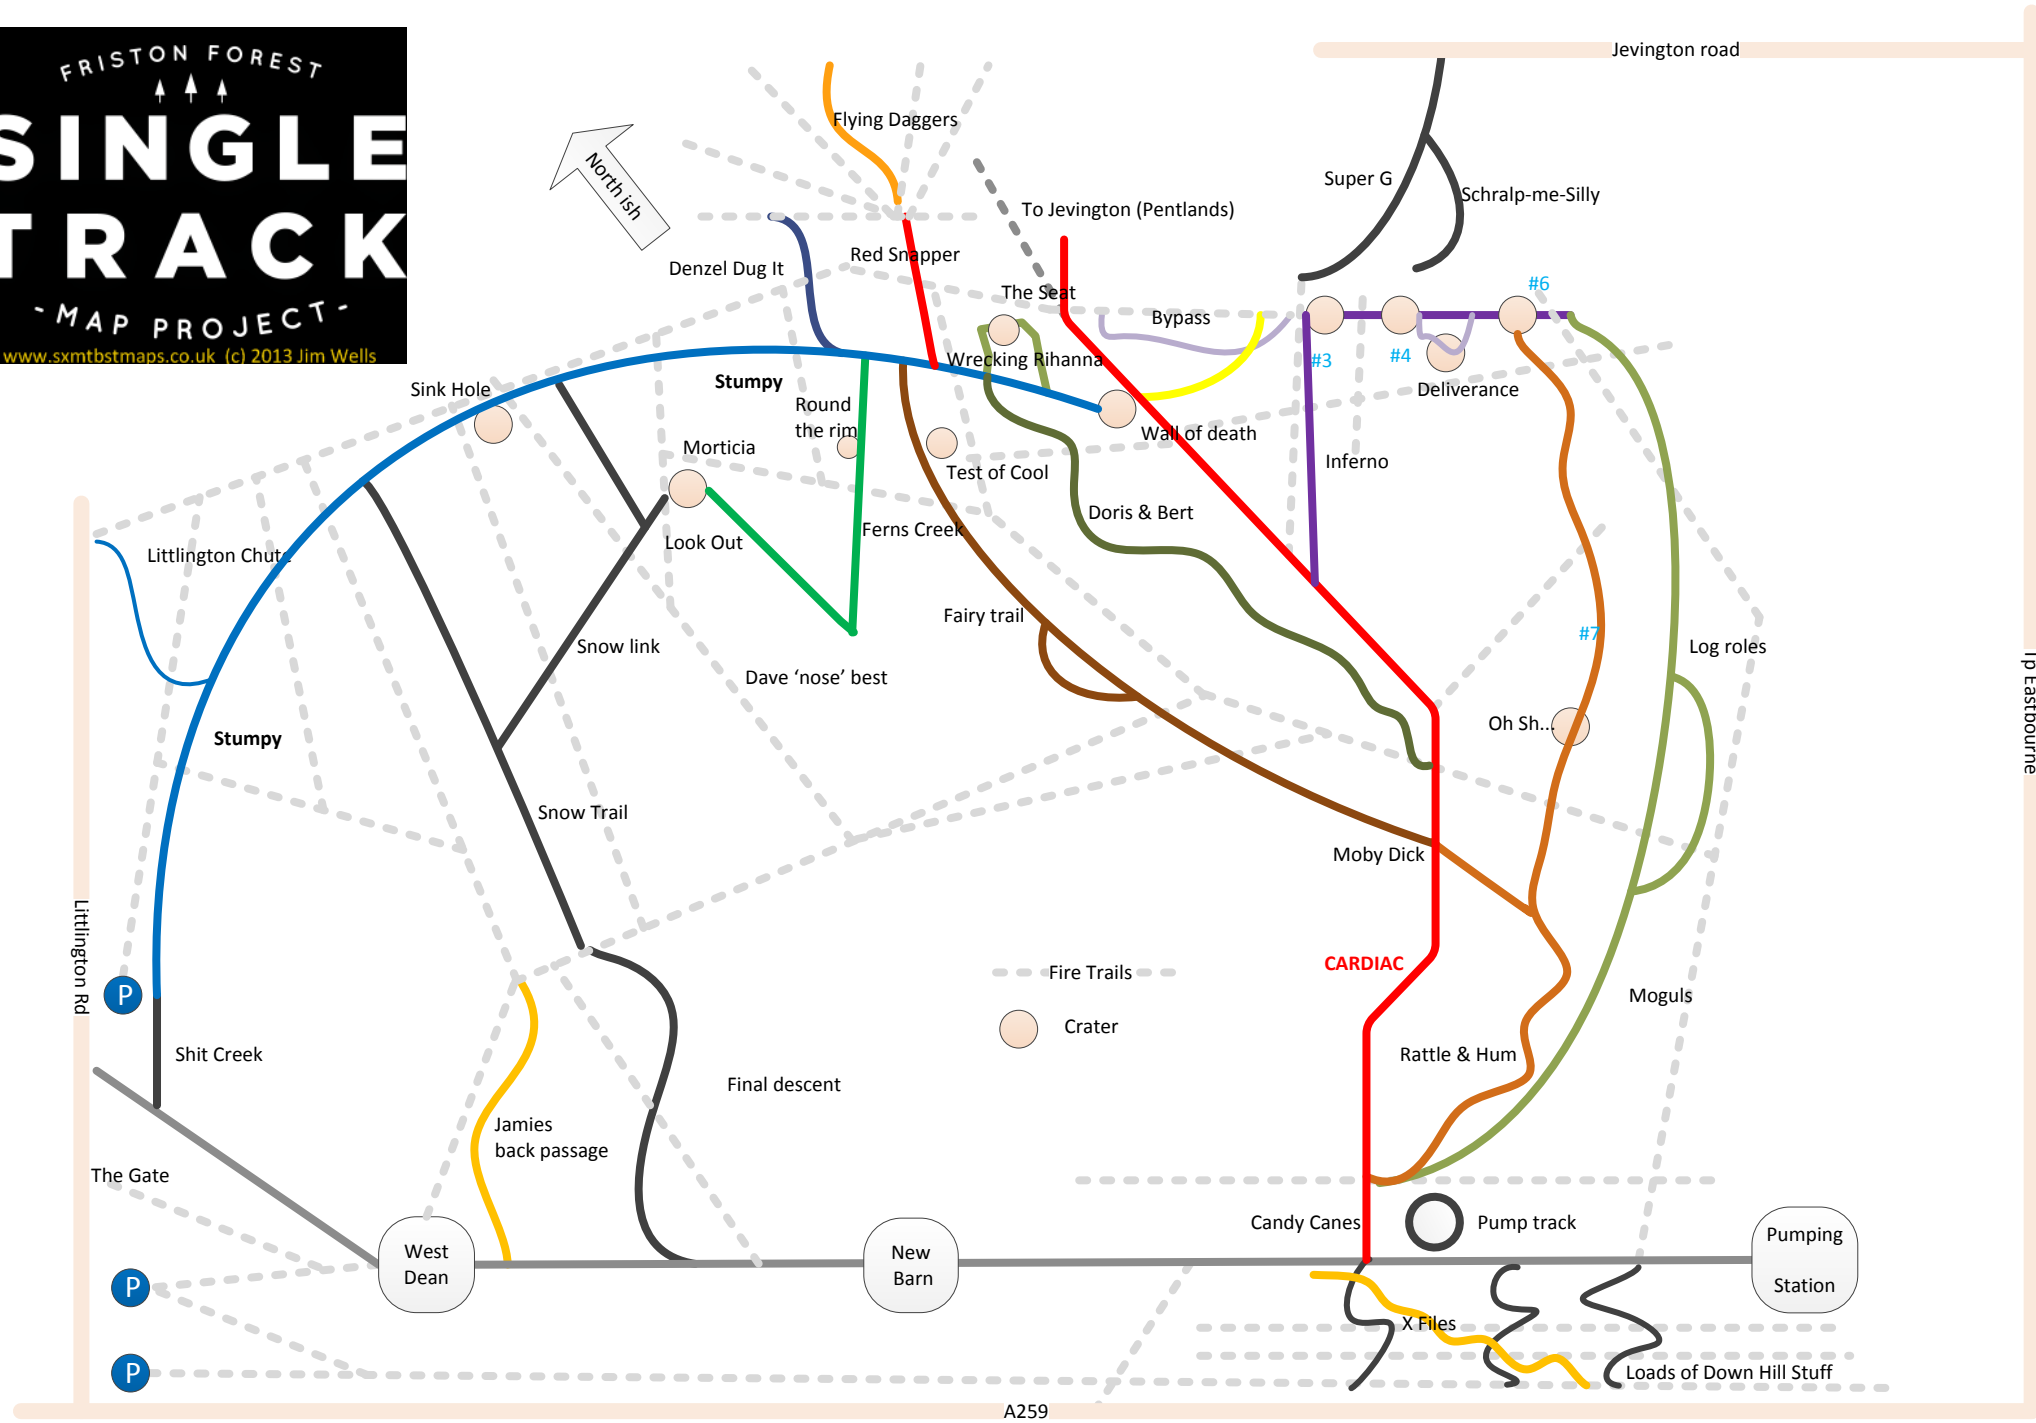 FRISTON FOREST
SINGLE
TRACK
- MAP PROJECT -
www.sxmtbstmaps.co.uk (c) 2013 Jim Wells
Jevington road
North ish
Flying Daggers
Super G
Schralp-me-Silly
To Jevington (Pentlands)
Denzel Dug It
Red Snapper
The Seat
#6
Bypass
Wrecking Rihanna
#3
#4
Sink Hole
Stumpy
Deliverance
Round
the rim
Wall of death
Morticia
Test of Cool
Inferno
Doris & Bert
Look Out
Ferns Creek
Littlington Chute
Fairy trail
#7
Snow link
Log roles
Dave ‘nose’ best
Tp Eastbourne
Oh Sh...
Stumpy
Snow Trail
Moby Dick
Littlington Rd
CARDIAC
Fire Trails
P
Moguls
Crater
Shit Creek
Rattle & Hum
Final descent
Jamies
back passage
The Gate
Candy Canes
Pump track
West
Dean
New
Barn
Pumping
Station
P
X Files
P
Loads of Down Hill Stuff
A259